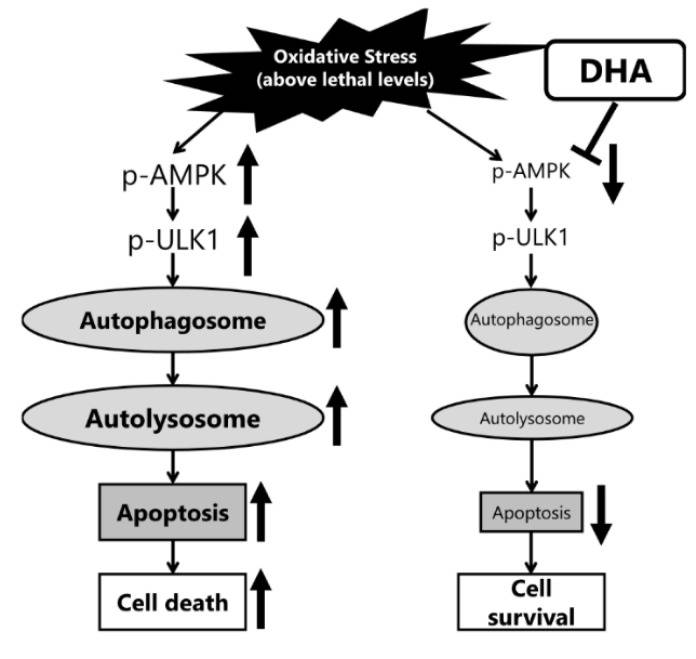 Oxidative Stress
(above lethal levels)
DHA
p-AMPK
p-ULK1
Autophagosome
Autolysosome
Apoptosis
Cell death
p-AMPK
p-ULK1
Autophagosome
Autolysosome
Apoptosis
Cell
survival